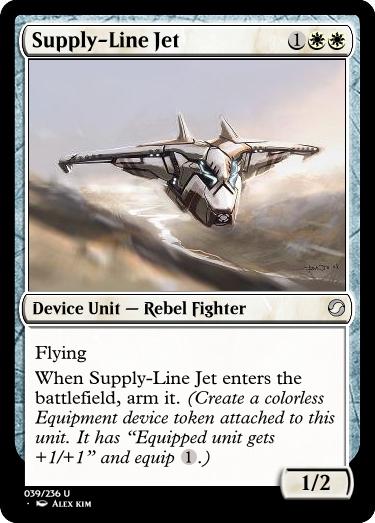 Supply-Line Jet 1
Device Unit — Rebel Fighter
Flying
When Supply-Line Jet enters the
battlefield, arm it. (Create a colorless
Equipment device token attached to this
unit. It has “Equipped unit gets
+1/+1” and equip 1.)
1/2
039/236 U
· Alex Kim